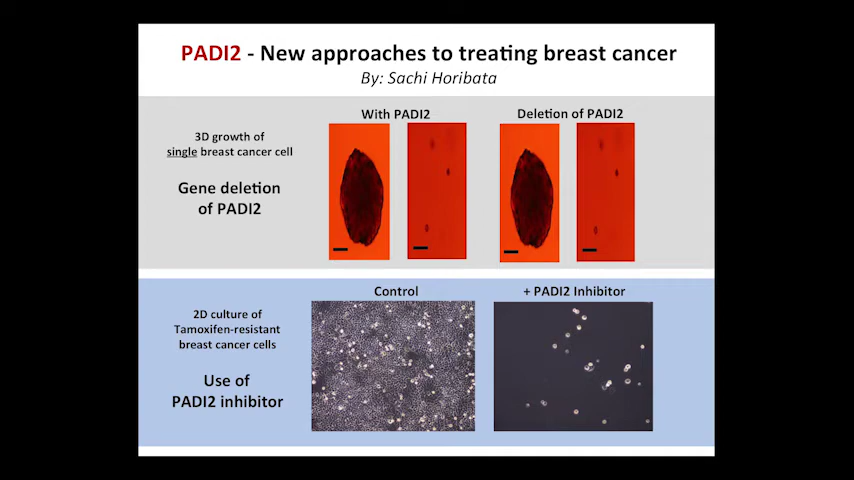 PADI2 - New approaches to treating breast cancer
By: Sachi Horibata
With PADI2
Deletion of PADI2
3D growth of
single breast cancer cell
Gene deletion
of PADI2
Control
+ PADI2 Inhibitor
2D culture of
Tamoxifen-resistant
breast cancer cells
Use of
PADI2 inhibitor